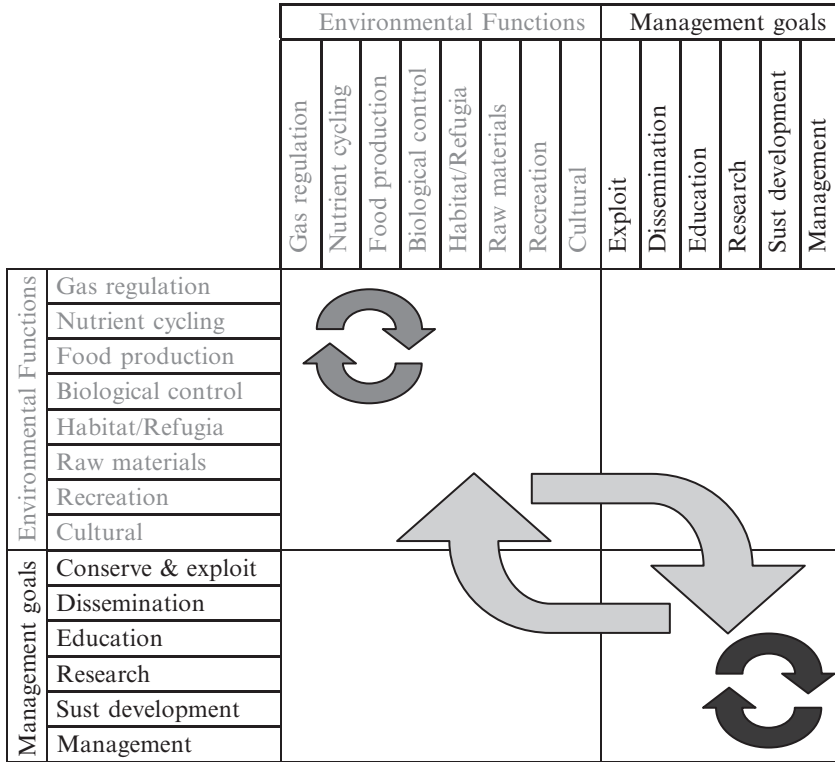 Environmental Functions
Management goals
Gas regulation
Nutrient cycling
Food production
Biological control
Habitat/Refugia
Raw materials
Recreation
Cultural
Exploit
Dissemination
Education
Research
Sust development
Management
Environmental Functions
Gas regulation
Nutrient cycling
Food production
Biological control
Habitat/Refugia
Raw materials
Recreation
Cultural
Management goals
Conserve & exploit
Dissemination
Education
Research
Sust development
Management